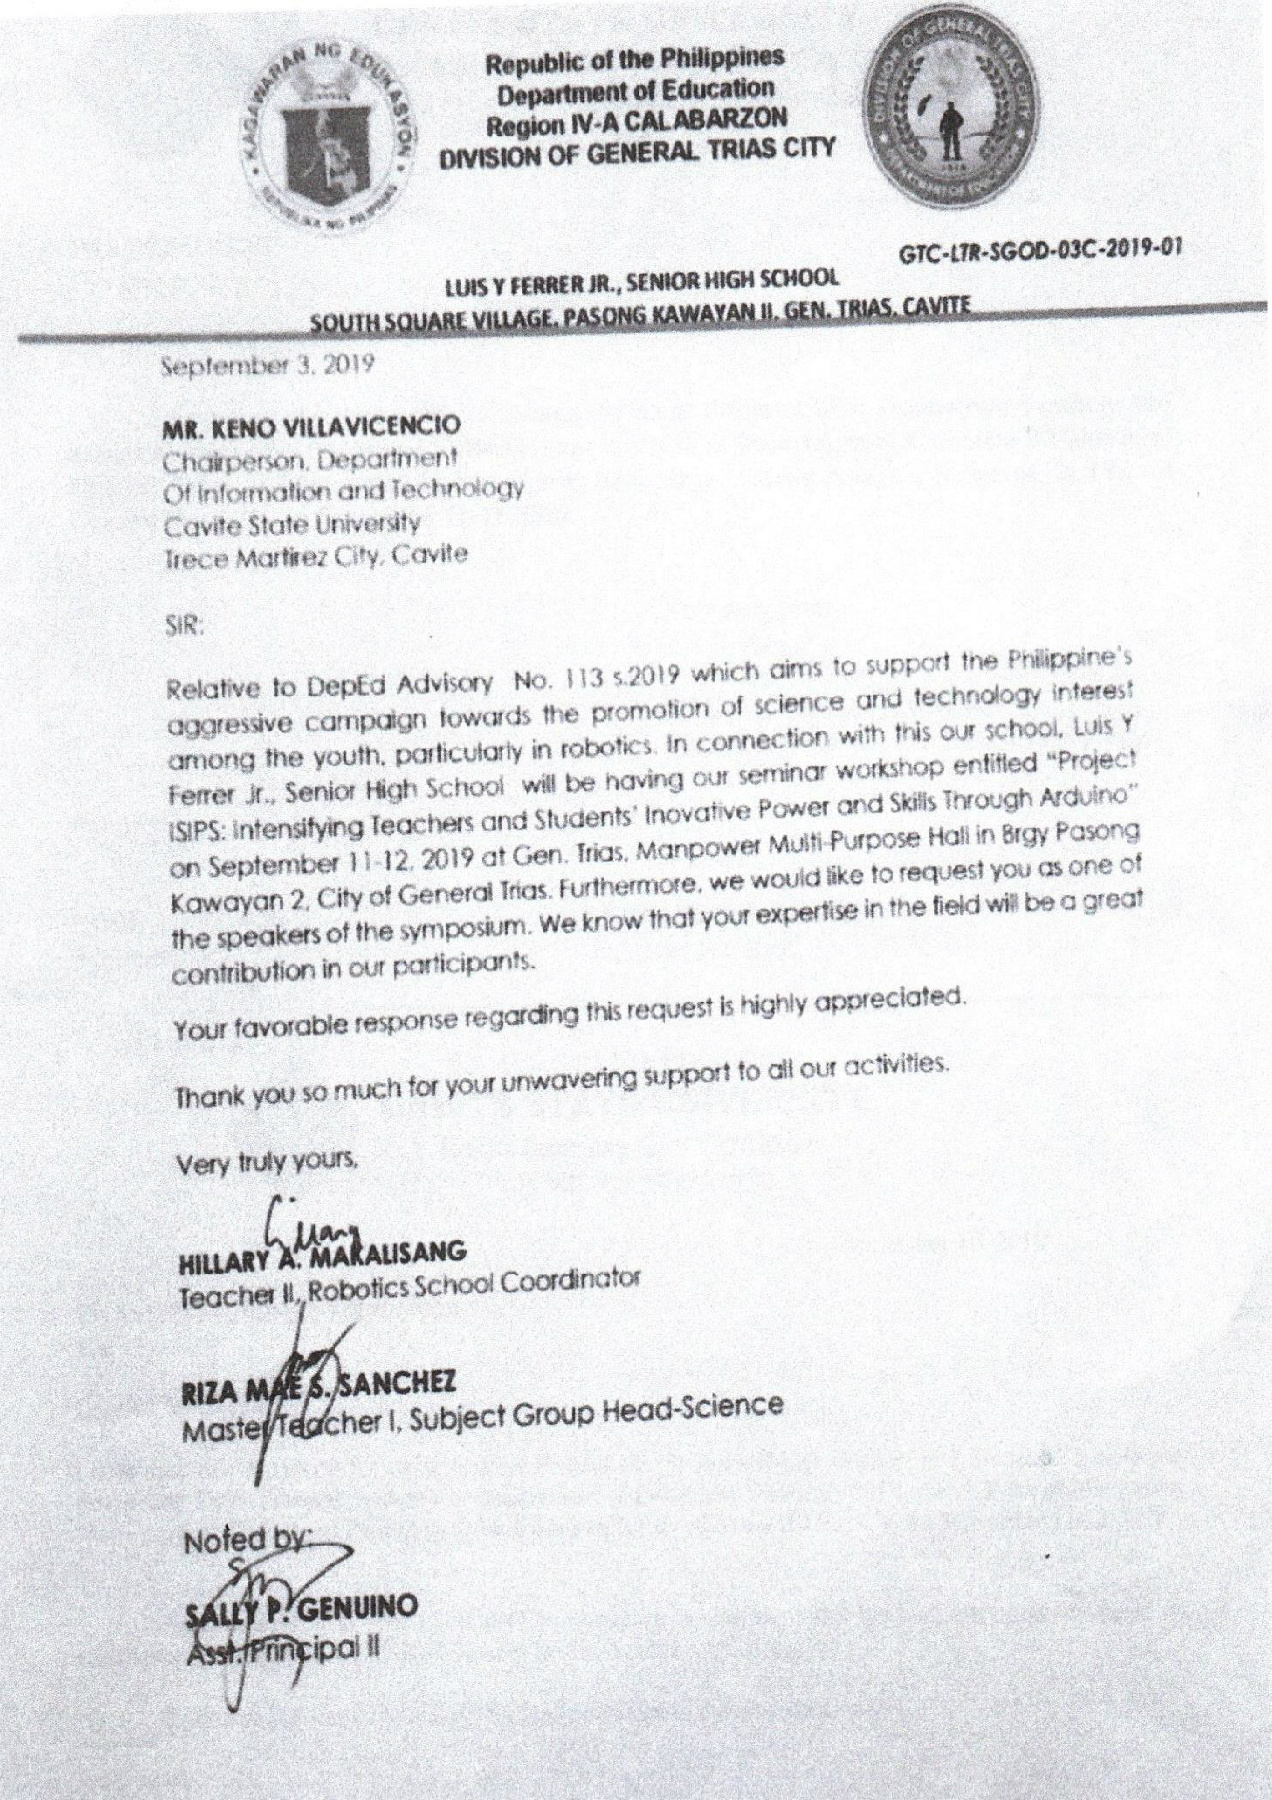 KAGAWARAN NG EDUKASYON
REPUBLIKA NG PILIPINAS
Republic of the Philippines
Department of Education
Region IV-A CALABARZON
DIVISION OF GENERAL TRIAS CITY
DIVISION OF GENERAL TRIAS CITY
DEPARTMENT OF EDUCATION
GTC-LTR-SGOD-03C-2019-01
LUIS Y FERRER JR., SENIOR HIGH SCHOOL
SOUTH SQUARE VILLAGE, PASONG KAWAYAN II, GEN. TRIAS, CAVITE
September 3, 2019
MR. KENO VILLAVICENCIO
Chairperson, Department
Of Information and Technology
Cavite State University
Trece Martirez City, Cavite
SIR:
Relative to DepEd Advisory No. 113 s.2019 which aims to support the Philippine's
aggressive campaign towards the promotion of science and technology interest
among the youth, particularly in robotics. In connection with this our school, Luis Y
Ferrer Jr., Senior High School will be having our seminar workshop entitled "Project
ISIPS: Intensifying Teachers and Students' Inovative Power and Skills Through Arduino"
on September 11-12, 2019 at Gen. Trias, Manpower Multi-Purpose Hall in Brgy Pasong
Kawayan 2, City of General Trias. Furthermore, we would like to request you as one of
the speakers of the symposium. We know that your expertise in the field will be a great
contribution in our participants.
Your favorable response regarding this request is highly appreciated.
Thank you so much for your unwavering support to all our activities.
Very truly yours,
HILLARY A. MAKALISANG
Teacher II, Robotics School Coordinator
RIZA MAE S. SANCHEZ
Master Teacher I, Subject Group Head-Science
Noted by:
SALLY P. GENUINO
Asst. Principal II